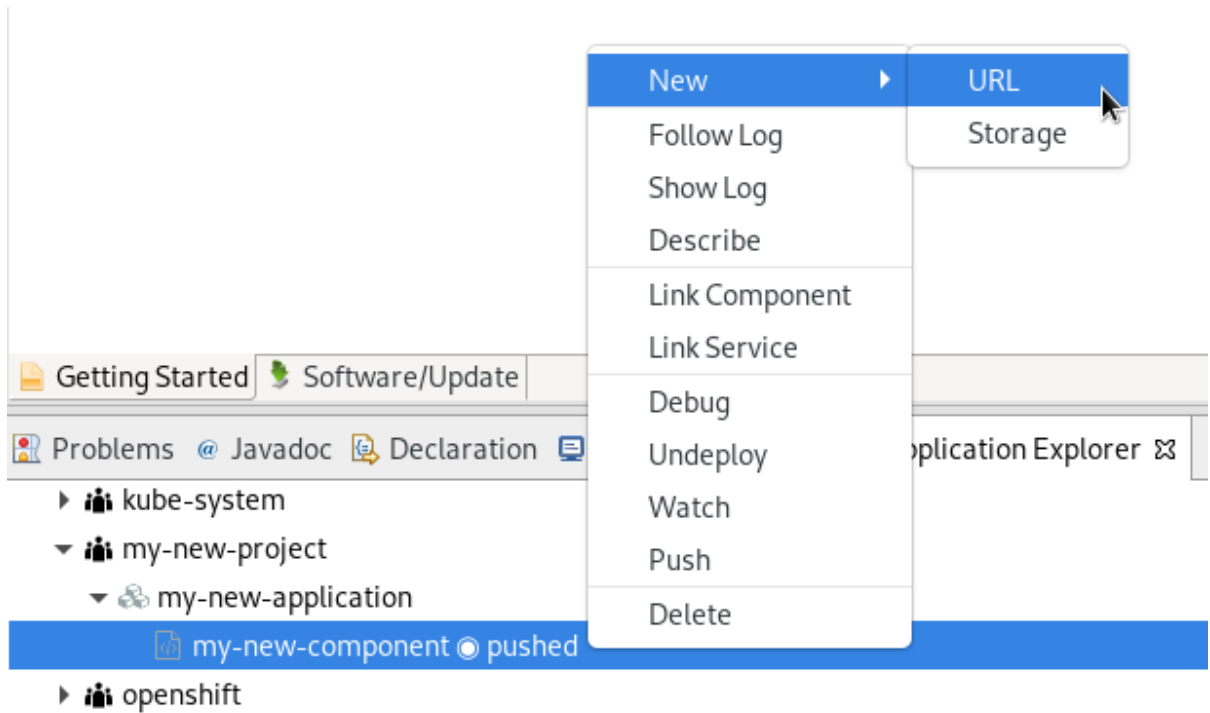 New
URL
Follow Log
Storage
Show Log
Describe
Link Component
Link Service
Getting Started
Software/Update
Debug
Problems
@ Javadoc
Declaration
Undeploy
plication Explorer
Watch
kube-system
my-new-project
Push
my-new-application
Delete
my-new-component ◉ pushed
openshift